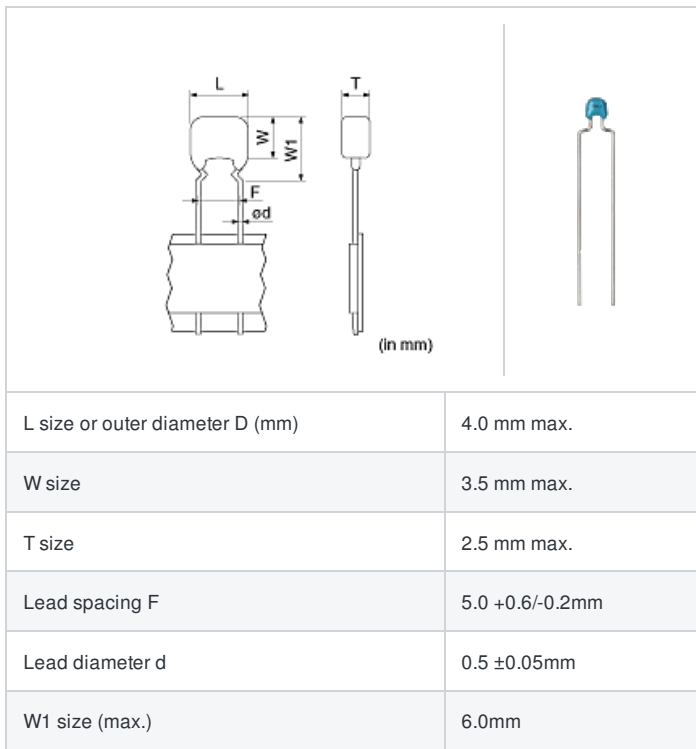 L
T
W
W1
F
ød
(in mm)
L size or outer diameter D (mm) 4.0 mm max.
W size 3.5 mm max.
T size 2.5 mm max.
Lead spacing F 5.0 +0.6/-0.2mm
Lead diameter d 0.5 ±0.05mm
W1 size (max.) 6.0mm